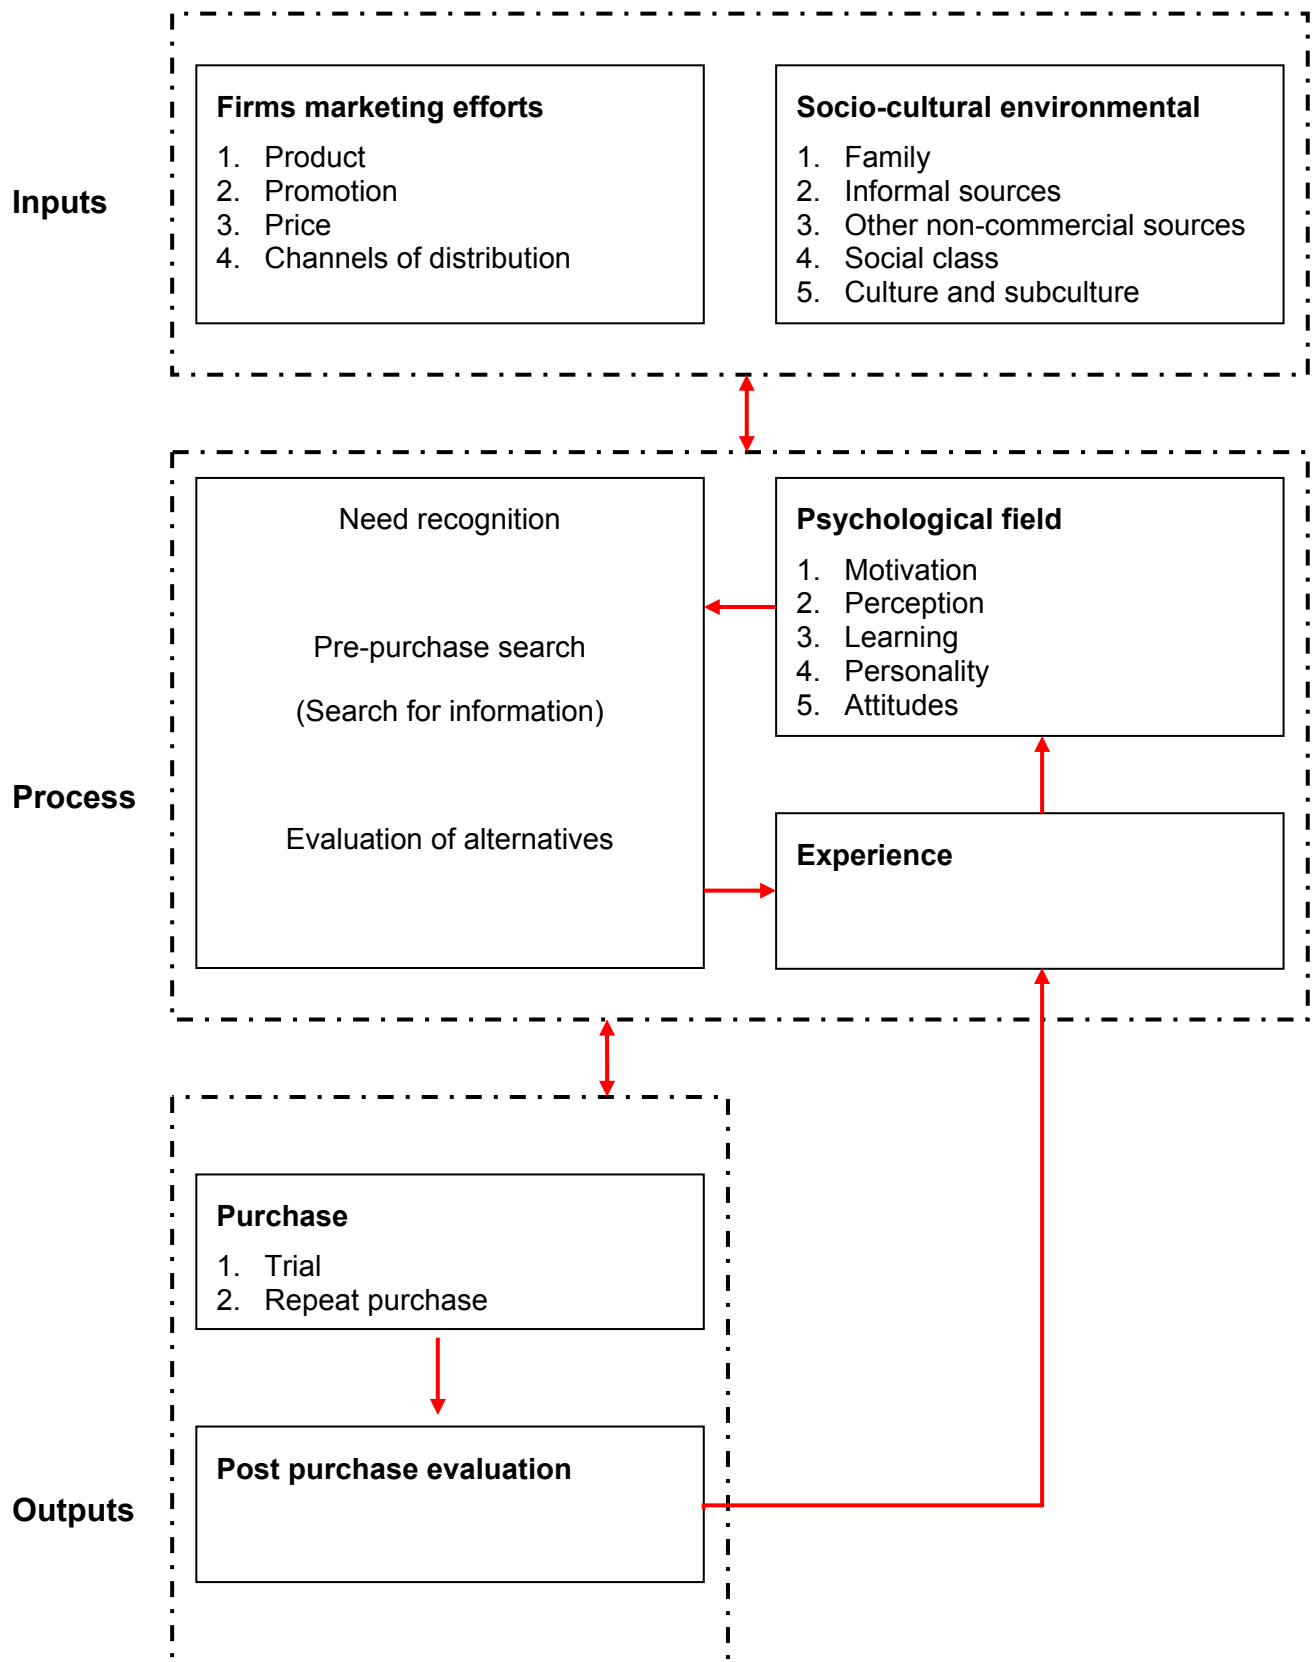 Inputs
Firms marketing efforts
1. Product
2. Promotion
3. Price
4. Channels of distribution
Socio-cultural environmental
1. Family
2. Informal sources
3. Other non-commercial sources
4. Social class
5. Culture and subculture
Process
Need recognition
Pre-purchase search
(Search for information)
Evaluation of alternatives
Psychological field
1. Motivation
2. Perception
3. Learning
4. Personality
5. Attitudes
Experience
Outputs
Purchase
1. Trial
2. Repeat purchase
Post purchase evaluation